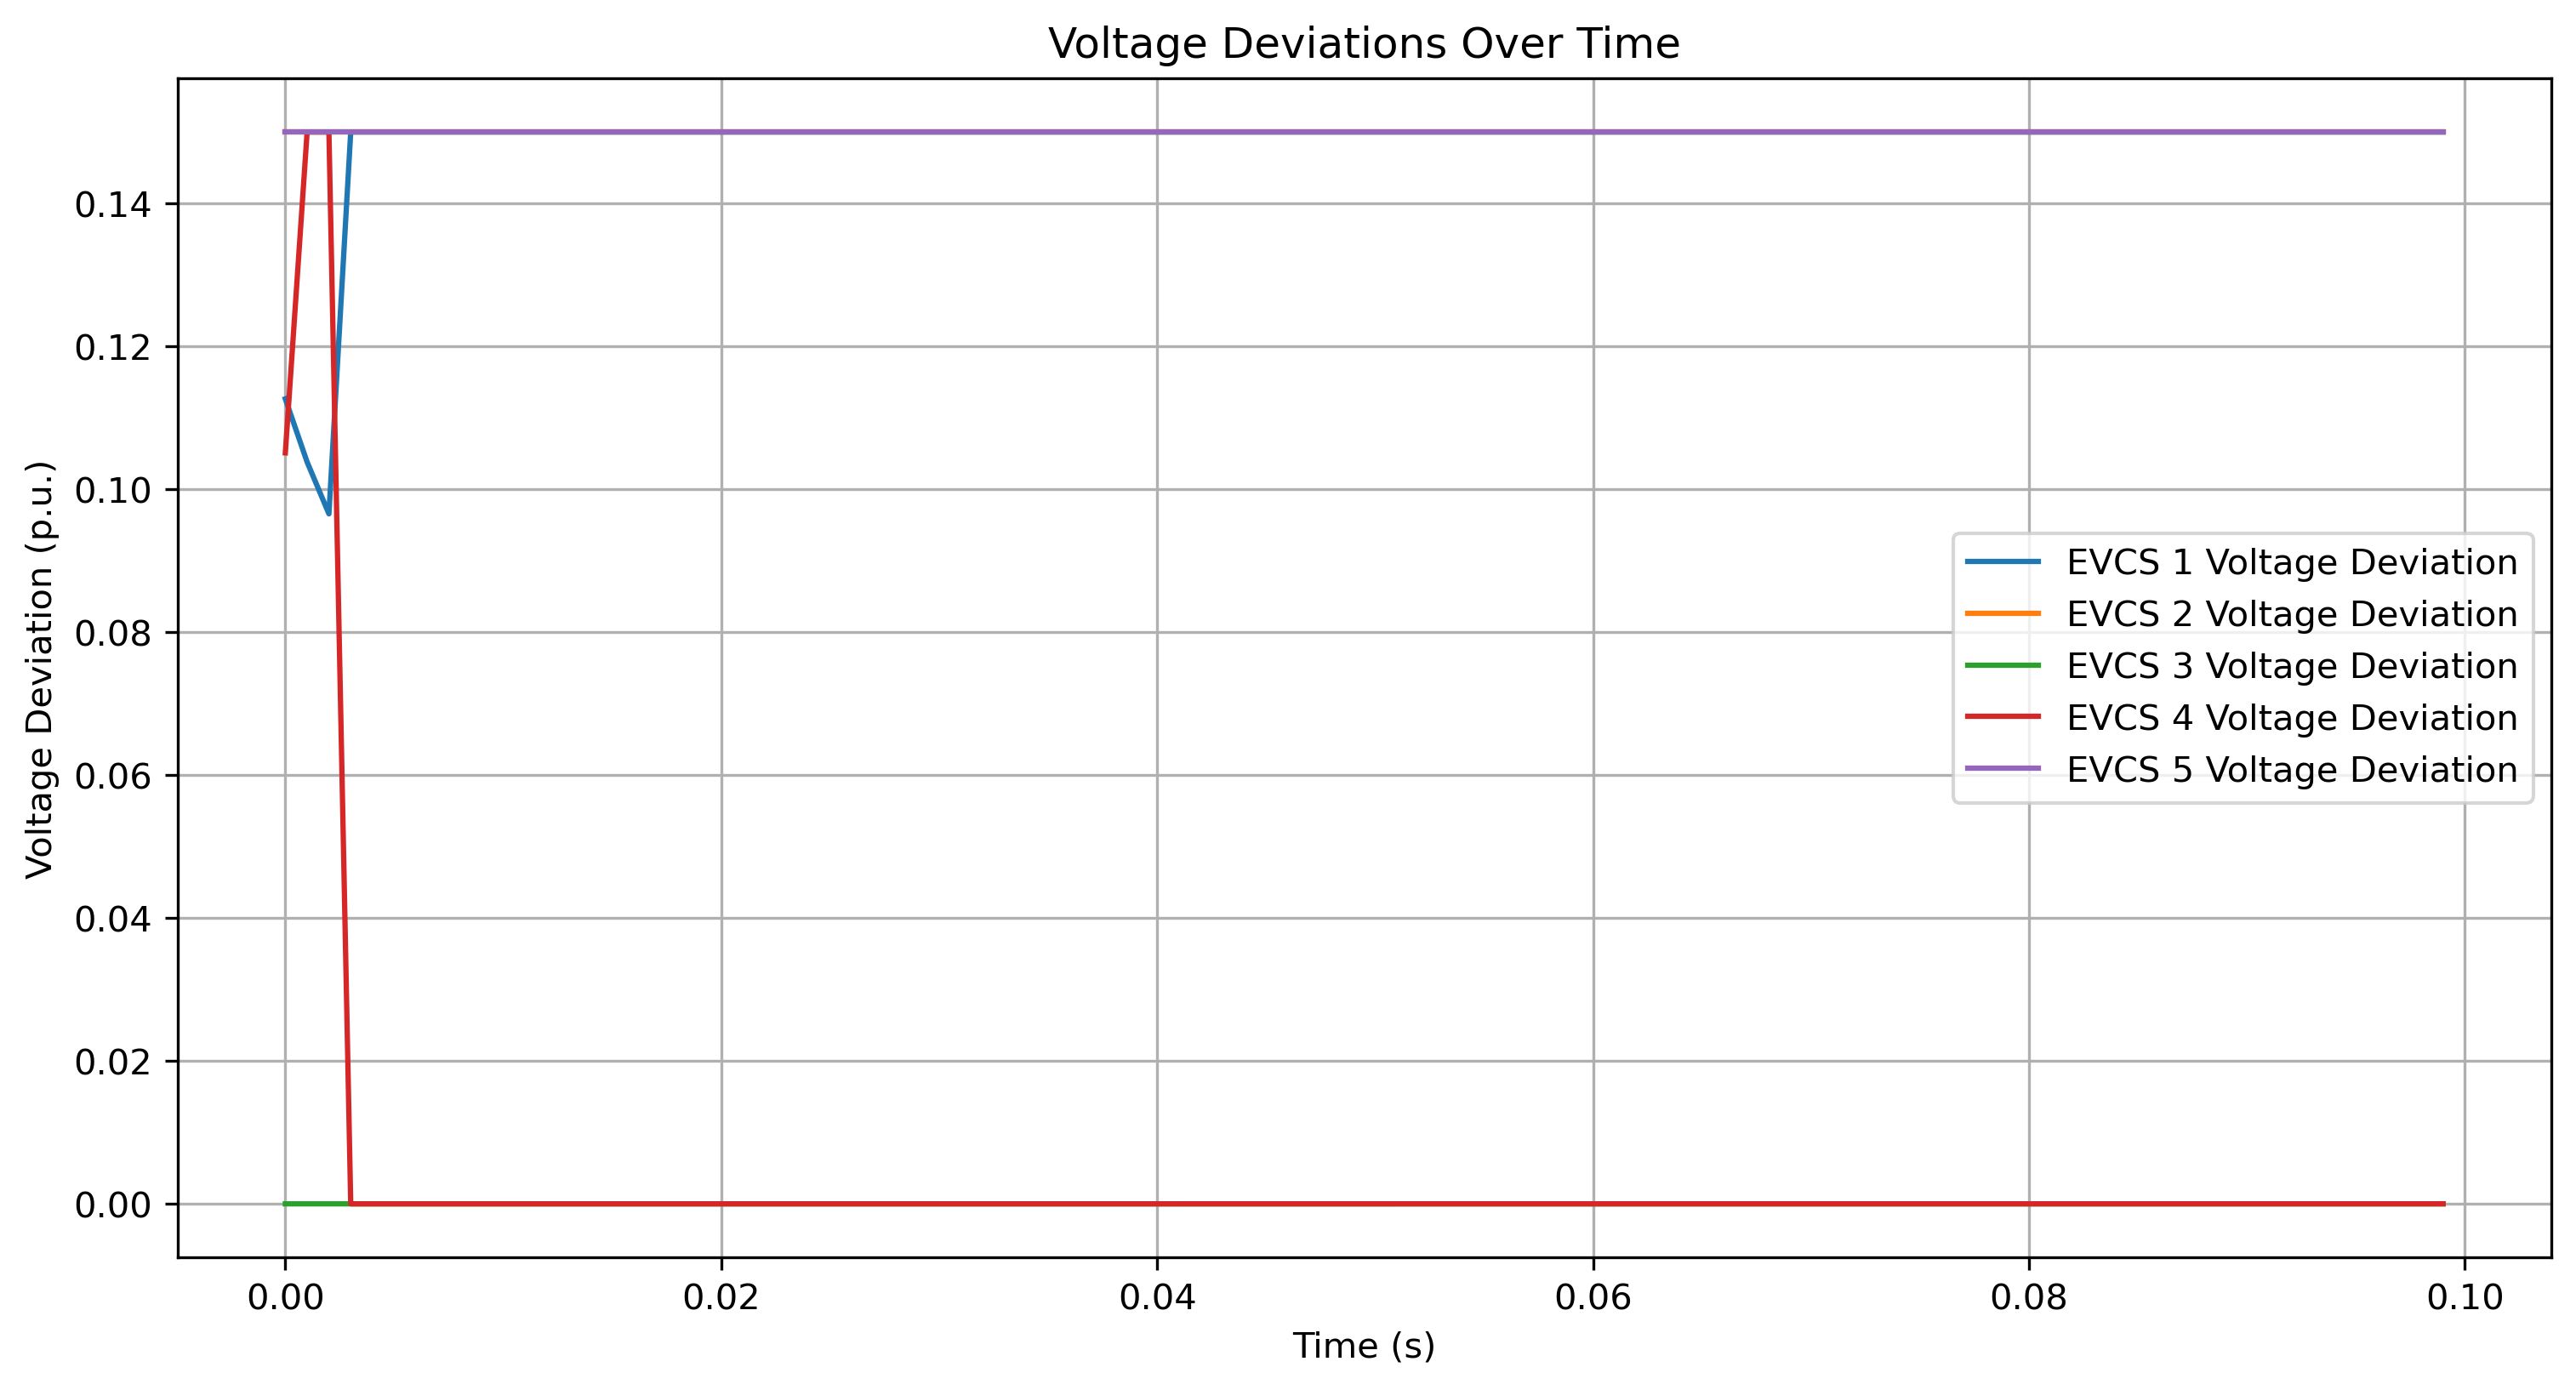 Voltage Deviations Over Time
Voltage Deviation (p.u.)
0.14
0.12
0.10
0.08
0.06
0.04
0.02
0.00
EVCS 1 Voltage Deviation
EVCS 2 Voltage Deviation
EVCS 3 Voltage Deviation
EVCS 4 Voltage Deviation
EVCS 5 Voltage Deviation
0.00 0.02 0.04 0.06 0.08 0.10
Time (s)